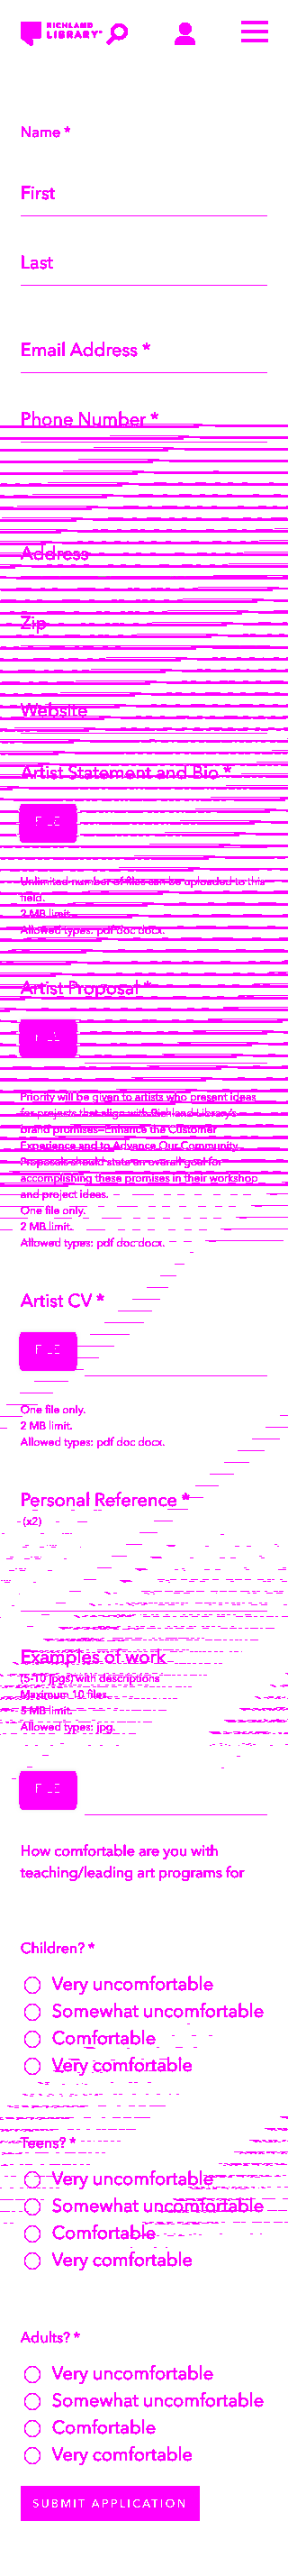 RICHLAND
LIBRARY
Name *
First
Last
Email Address *
Phone Number *
Address
Zip
Website
Artist Statement and Bio *
FILE
Unlimited number of files can be uploaded to this
field.
2 MB limit.
Allowed types: pdf doc docx.
Artist Proposal *
FILE
Priority will be given to artists who present ideas
for projects that align with Richland Library's
brand promises—Enhance the Customer
Experience and to Advance Our Community.
Proposals should state an overall goal for
accomplishing these promises in their workshop
and project ideas.
One file only.
2 MB limit.
Allowed types: pdf doc docx.
Artist CV *
FILE
One file only.
2 MB limit.
Allowed types: pdf doc docx.
Personal Reference *
(x2)
Examples of work
(5-10 jpgs) with descriptions
Maximum 10 files.
5 MB limit.
Allowed types: jpg.
FILE
How comfortable are you with
teaching/leading art programs for
Children? *
Very uncomfortable
Somewhat uncomfortable
Comfortable
Very comfortable
Teens? *
Very uncomfortable
Somewhat uncomfortable
Comfortable
Very comfortable
Adults? *
Very uncomfortable
Somewhat uncomfortable
Comfortable
Very comfortable
SUBMIT APPLICATION